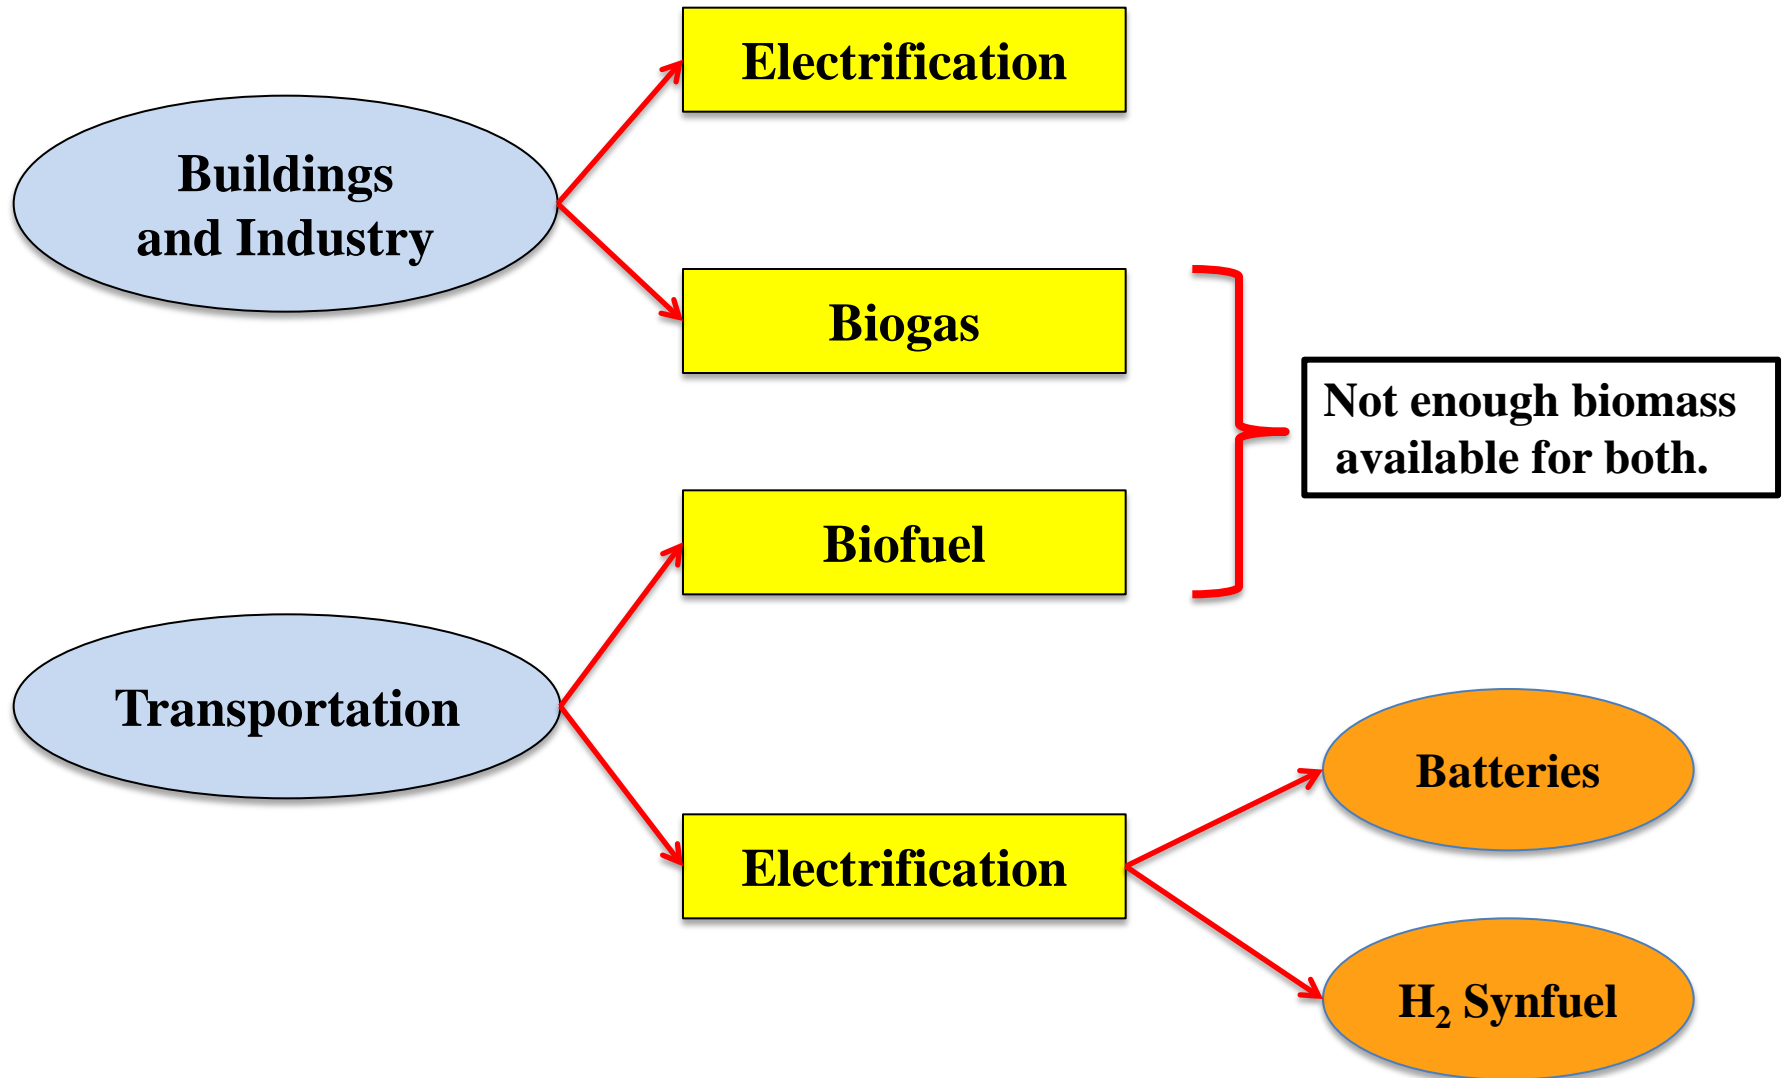 Electrification
Buildings
and Industry
Biogas
Not enough biomass
available for both.
Biofuel
Transportation
Batteries
Electrification
H₂ Synfuel